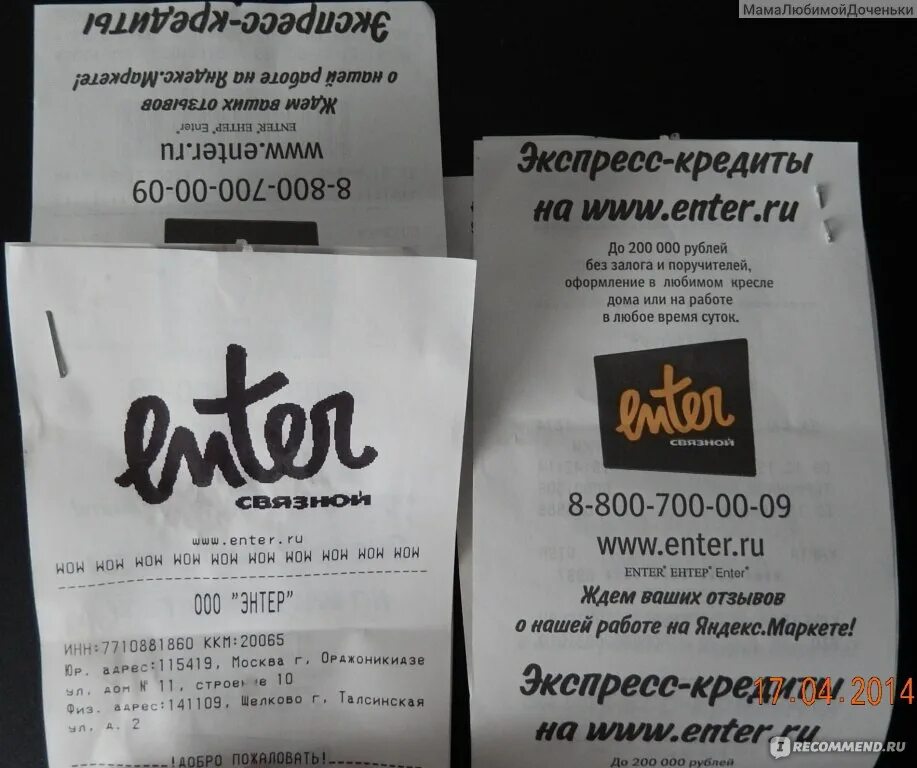 МамаЛюбимойДоченьки
Экспресс-кредиты
о нашей работе на Яндекс.Маркете!
Ждем ваших отзывов
ENTER® ЕНТЕР® Enter®
www.enter.ru
8-800-700-00-09
enter
связной
www.enter.ru
WOW WOW WOW WOW WOW WOW WOW WOW WOW WOW
ООО "ЭНТЕР"
ИНН:7710881860 ККМ:20065
Юр. адрес:115419, Москва г, Орджоникидзе
ул, дом № 11, строение 10
Физ. адрес:141109, Щелково г, Талсинская
ул, д. 2
!ДОБРО ПОЖАЛОВАТЬ!
Экспресс-кредиты
на www.enter.ru
До 200 000 рублей
без залога и поручителей,
оформление в любимом кресле
дома или на работе
в любое время суток.
enter
связной
8-800-700-00-09
www.enter.ru
ENTER® ЕНТЕР® Enter®
Ждем ваших отзывов
о нашей работе на Яндекс.Маркете!
Экспресс-кредиты
на www.enter.ru
До 200 000 рублей
17.04.2014
IRECOMMEND.RU